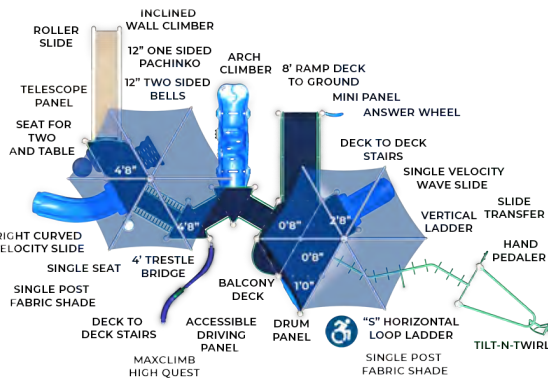 INCLINED
WALL CLIMBER
ROLLER
SLIDE
12” ONE SIDED
PACHINKO
ARCH
CLIMBER
8' RAMP DECK
TO GROUND
TELESCOPE
PANEL
12” TWO SIDED
BELLS
MINI PANEL
ANSWER WHEEL
SEAT FOR
TWO
AND TABLE
DECK TO DECK
STAIRS
4'8"
SINGLE VELOCITY
WAVE SLIDE
SLIDE
TRANSFER
VERTICAL
LADDER
4'8"
0'8"
2'8"
RIGHT CURVED
VELOCITY SLIDE
HAND
PEDALER
0'8"
SINGLE SEAT
4' TRESTLE
BRIDGE
BALCONY
DECK
1'0"
SINGLE POST
FABRIC SHADE
DECK TO
DECK STAIRS
ACCESSIBLE
DRIVING
PANEL
DRUM
PANEL
“S” HORIZONTAL
LOOP LADDER
TILT-N-TWIRL
MAXCLIMB
HIGH QUEST
SINGLE POST
FABRIC SHADE